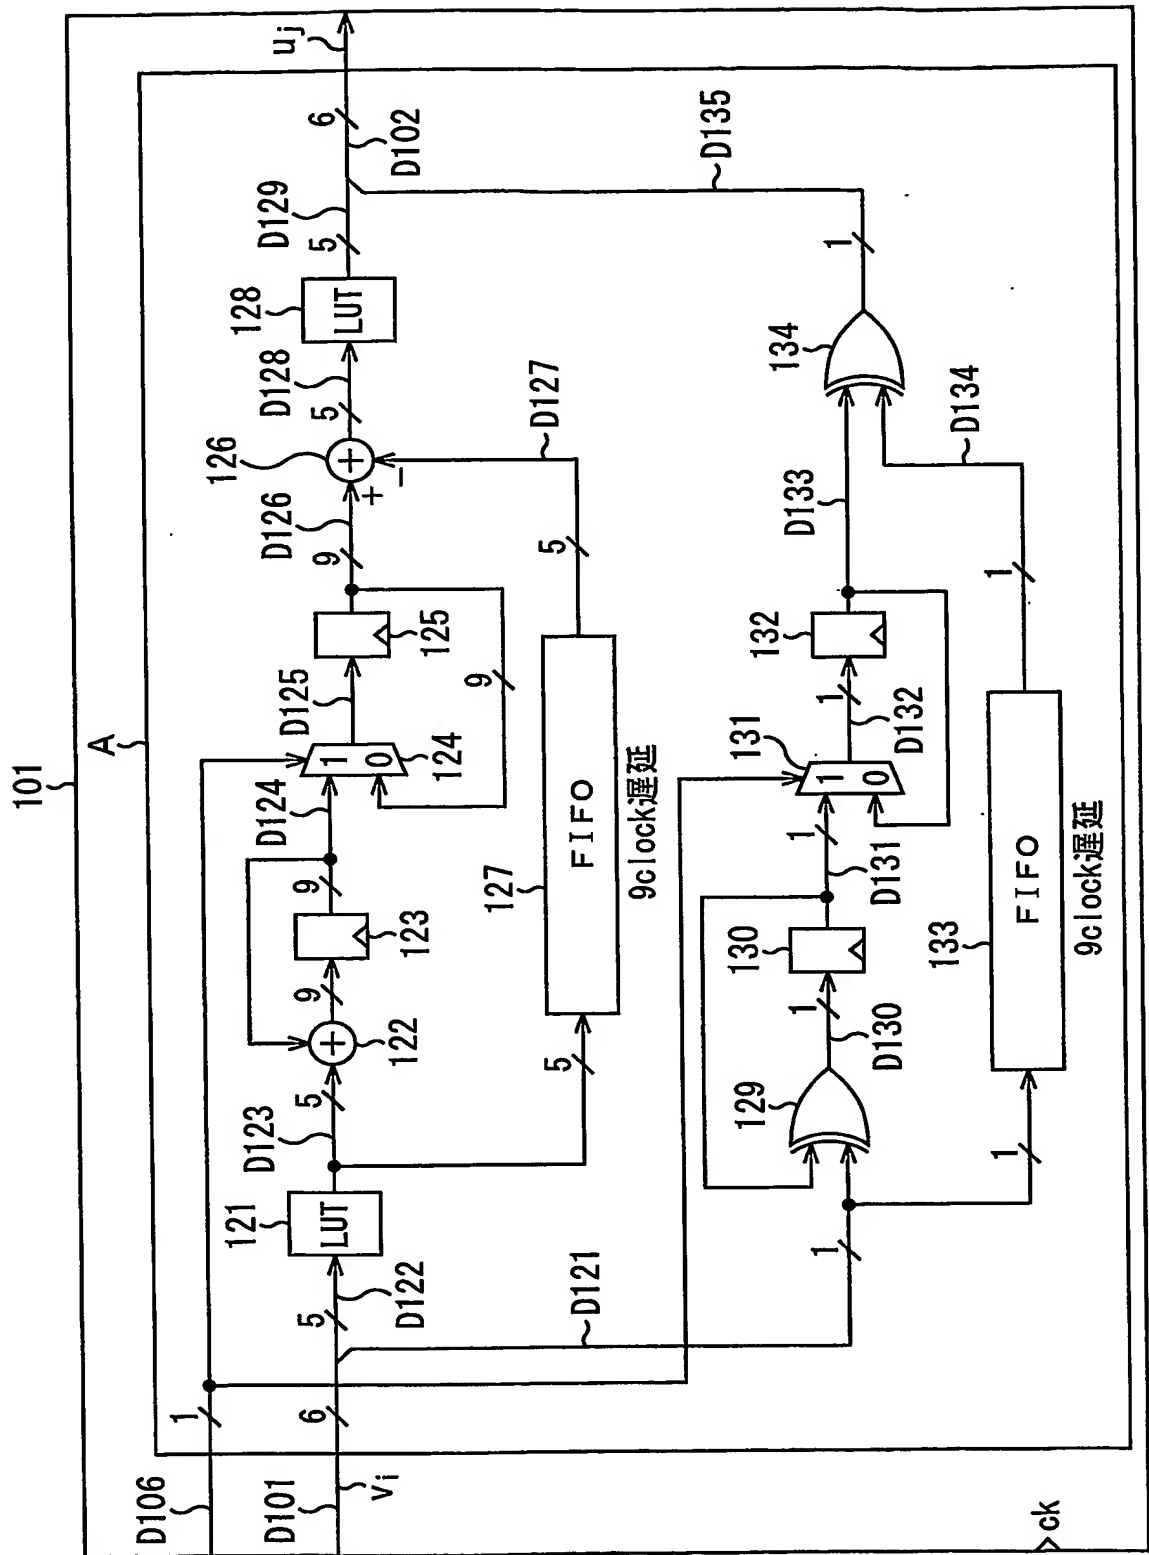 101
A
D106
1
D101
6
vi
D122
5
121
LUT
D123
5
122
9
123
9
D124
124
1
0
D125
125
9
9
D126
126
+
-
5
D128
128
LUT
5
D129
6
D102
uj
5
127
FIFO
9clock遅延
5
D127
D121
1
129
1
D130
130
D131
1
131
1
0
1
D132
132
D133
134
1
D135
1
133
FIFO
9clock遅延
1
D134
ck